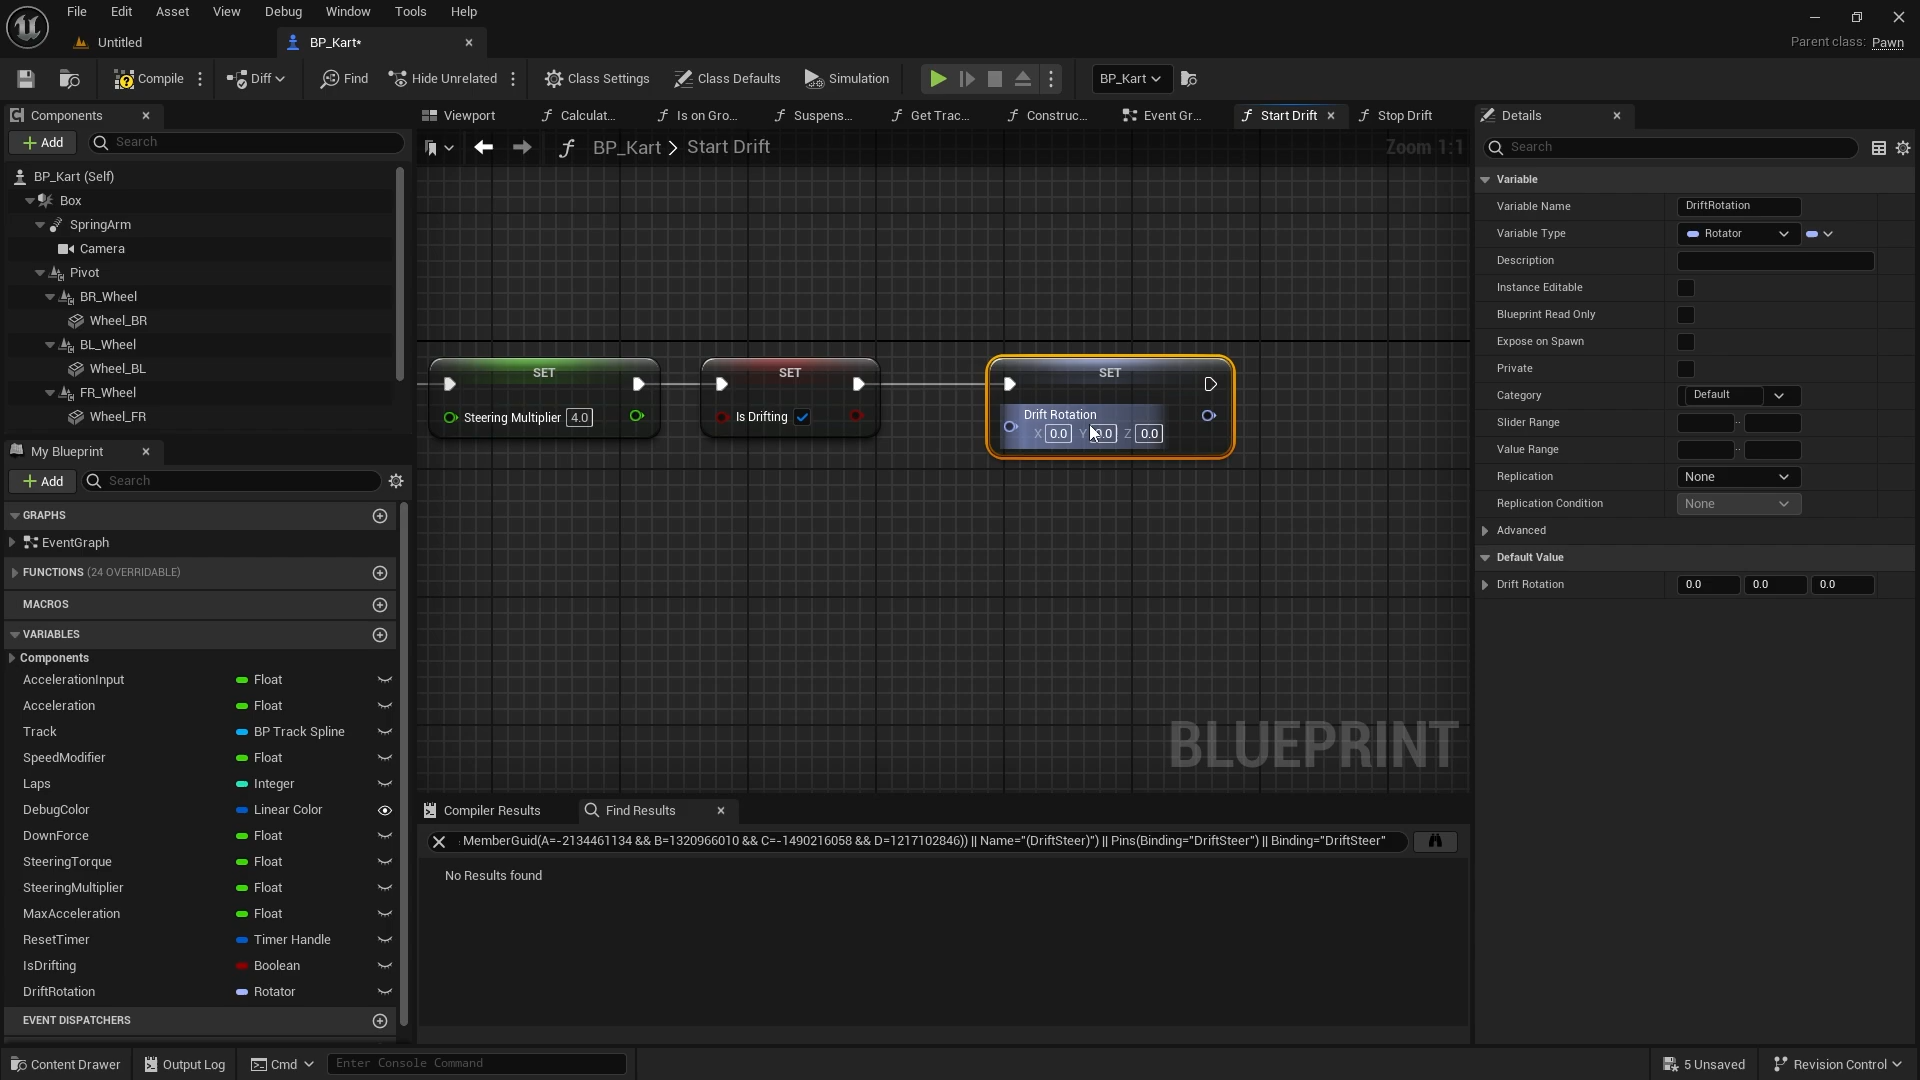 File Edit Asset View Debug Window Tools Help
Untitled
BP_Kart*
Parent class: Pawn
Compile
Diff
Find
Hide Unrelated
Class Settings
Class Defaults
Simulation
BP_Kart
Components
Add
Search
BP_Kart (Self)
Box
SpringArm
Camera
Pivot
BR_Wheel
Wheel_BR
BL_Wheel
Wheel_BL
FR_Wheel
Wheel_FR
My Blueprint
Add
Search
GRAPHS
EventGraph
FUNCTIONS (24 OVERRIDABLE)
MACROS
VARIABLES
Components
AccelerationInput Float
Acceleration Float
Track BP Track Spline
SpeedModifier Float
Laps Integer
DebugColor Linear Color
DownForce Float
SteeringTorque Float
SteeringMultiplier Float
MaxAcceleration Float
ResetTimer Timer Handle
IsDrifting Boolean
DriftRotation Rotator
EVENT DISPATCHERS
Viewport
Calculat...
Is on Gro...
Suspens...
Get Trac...
Construc...
Event Gr...
Start Drift
Stop Drift
BP_Kart > Start Drift
Zoom 1:1
SET
Steering Multiplier 4.0
SET
Is Drifting
SET
Drift Rotation
X 0.0 Y 0.0 Z 0.0
BLUEPRINT
Compiler Results
Find Results
MemberGuid(A=-2134461134 && B=1320966010 && C=-1490216058 && D=1217102846)) || Name="(DriftSteer)") || Pins(Binding="DriftSteer") || Binding="DriftSteer"
No Results found
Details
Search
Variable
Variable Name DriftRotation
Variable Type Rotator
Description
Instance Editable
Blueprint Read Only
Expose on Spawn
Private
Category Default
Slider Range
Value Range
Replication None
Replication Condition None
Advanced
Default Value
Drift Rotation 0.0 0.0 0.0
Content Drawer
Output Log
Cmd
Enter Console Command
5 Unsaved
Revision Control